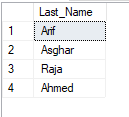 Last_Name
1 Arif
2 Asghar
3 Raja
4 Ahmed